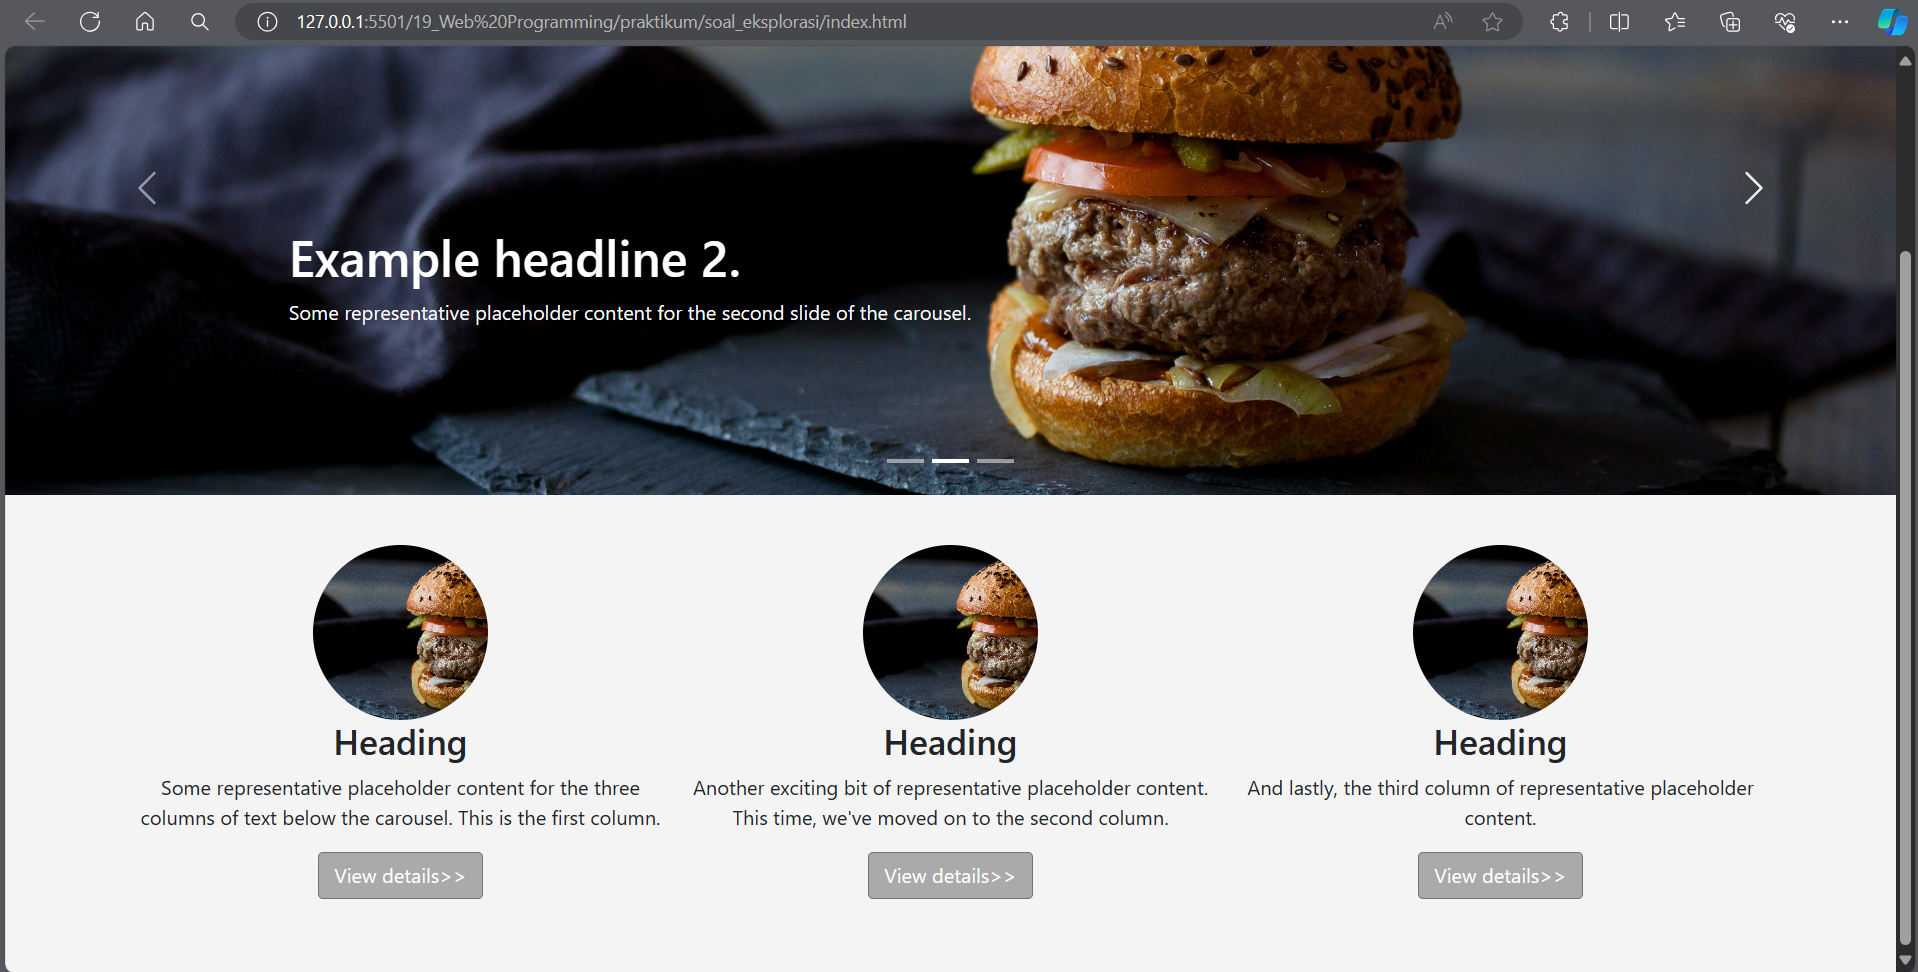 127.0.0.1:5501/19_Web%20Programming/praktikum/soal_eksplorasi/index.html
Example headline 2.
Some representative placeholder content for the second slide of the carousel.
Heading
Some representative placeholder content for the three
columns of text below the carousel. This is the first column.
View details>>
Heading
Another exciting bit of representative placeholder content.
This time, we've moved on to the second column.
View details>>
Heading
And lastly, the third column of representative placeholder
content.
View details>>